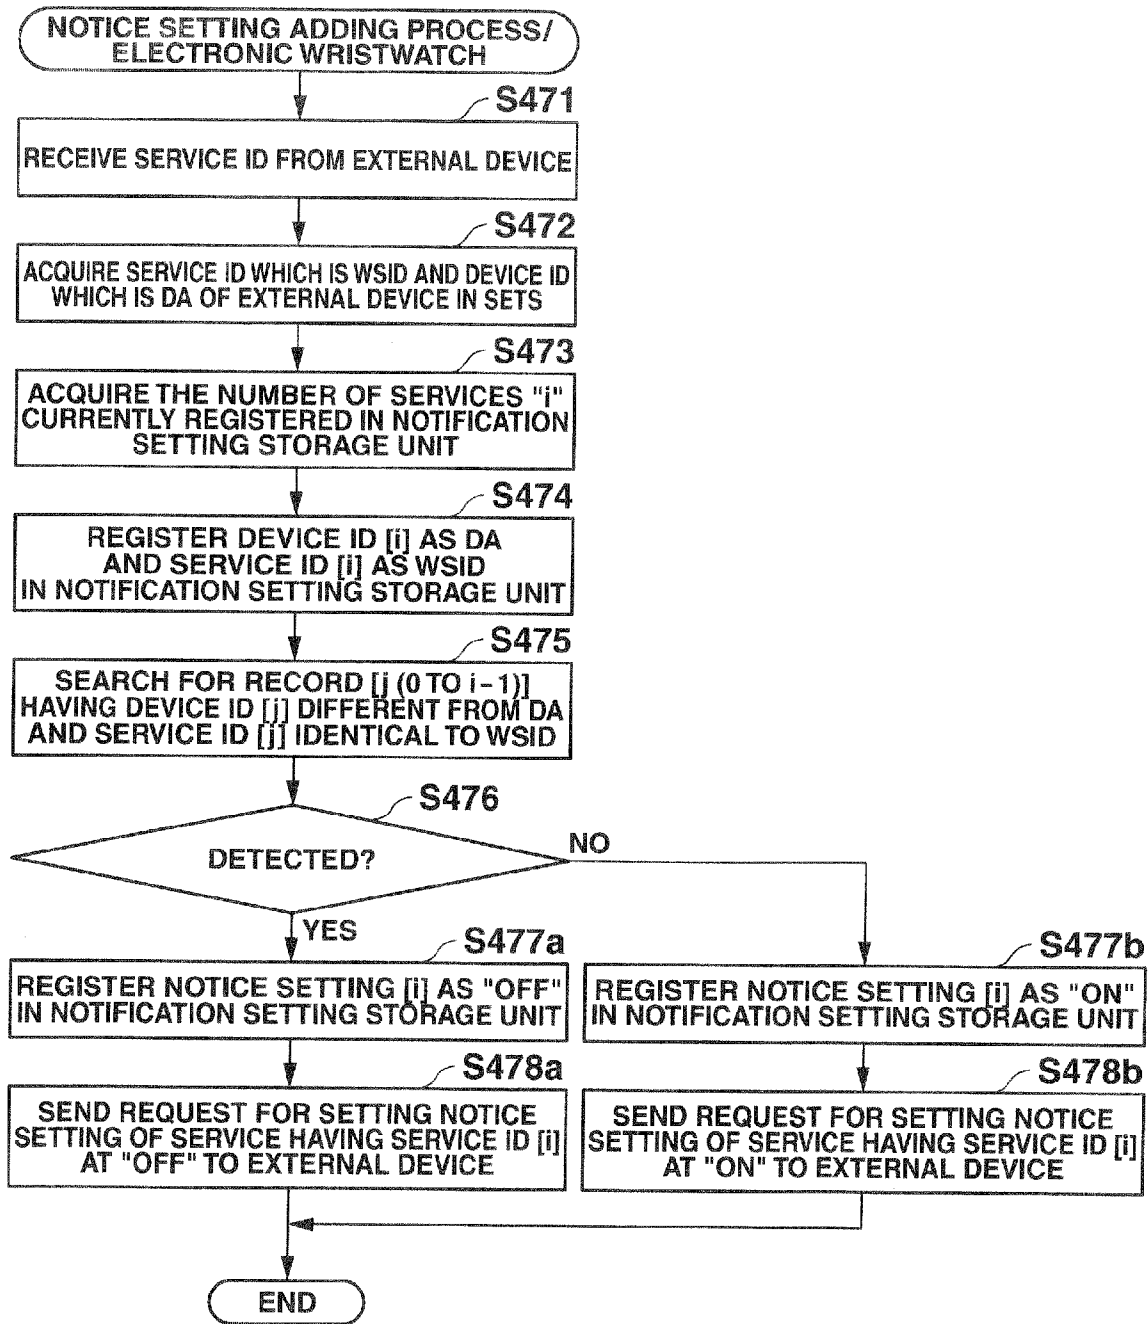 NOTICE SETTING ADDING PROCESS/
ELECTRONIC WRISTWATCH
S471
RECEIVE SERVICE ID FROM EXTERNAL DEVICE
S472
ACQUIRE SERVICE ID WHICH IS WSID AND DEVICE ID
WHICH IS DA OF EXTERNAL DEVICE IN SETS
S473
ACQUIRE THE NUMBER OF SERVICES "i"
CURRENTLY REGISTERED IN NOTIFICATION
SETTING STORAGE UNIT
S474
REGISTER DEVICE ID [i] AS DA
AND SERVICE ID [i] AS WSID
IN NOTIFICATION SETTING STORAGE UNIT
S475
SEARCH FOR RECORD [j (0 TO i-1)]
HAVING DEVICE ID [j] DIFFERENT FROM DA
AND SERVICE ID [j] IDENTICAL TO WSID
S476
DETECTED?
NO
YES
S477a
REGISTER NOTICE SETTING [i] AS "OFF"
IN NOTIFICATION SETTING STORAGE UNIT
S477b
REGISTER NOTICE SETTING [i] AS "ON"
IN NOTIFICATION SETTING STORAGE UNIT
S478a
SEND REQUEST FOR SETTING NOTICE
SETTING OF SERVICE HAVING SERVICE ID [i]
AT "OFF" TO EXTERNAL DEVICE
S478b
SEND REQUEST FOR SETTING NOTICE
SETTING OF SERVICE HAVING SERVICE ID [i]
AT "ON" TO EXTERNAL DEVICE
END